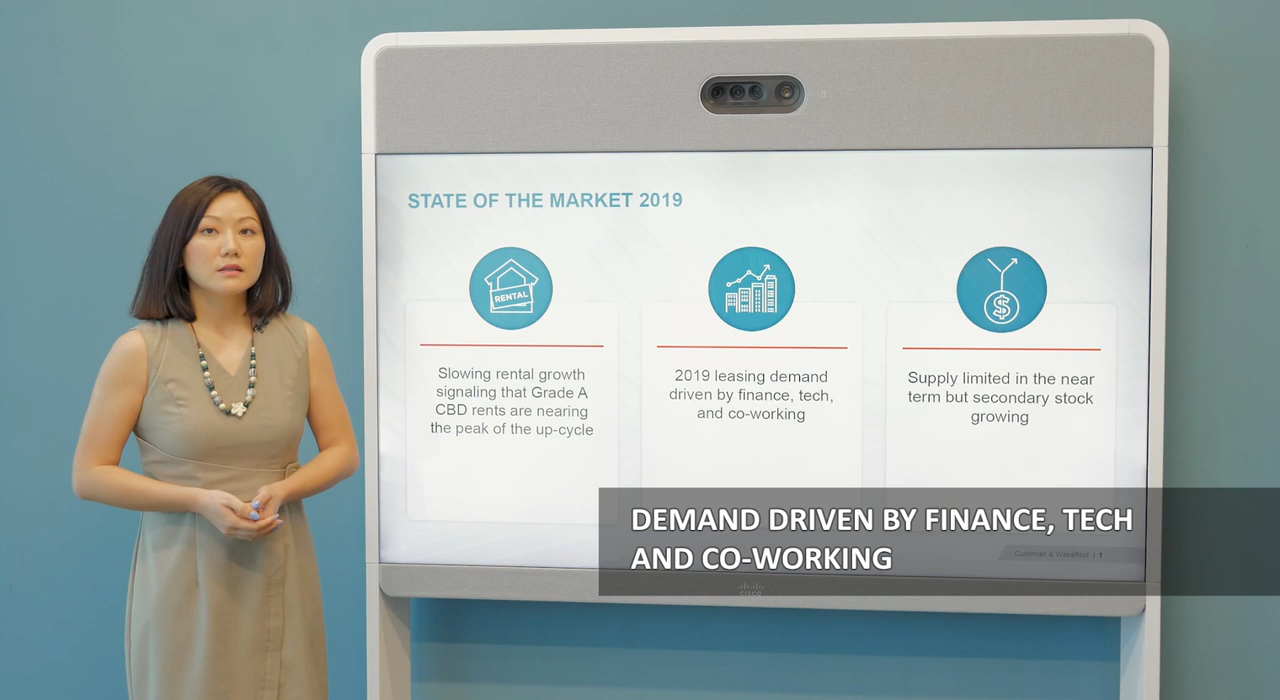 STATE OF THE MARKET 2019
RENTAL
Slowing rental growth
signaling that Grade A
CBD rents are nearing
the peak of the up-cycle
2019 leasing demand
driven by finance, tech,
and co-working
$
Supply limited in the near
term but secondary stock
growing
DEMAND DRIVEN BY FINANCE, TECH
AND CO-WORKING
Cushman & Wakefield | 1
CISCO